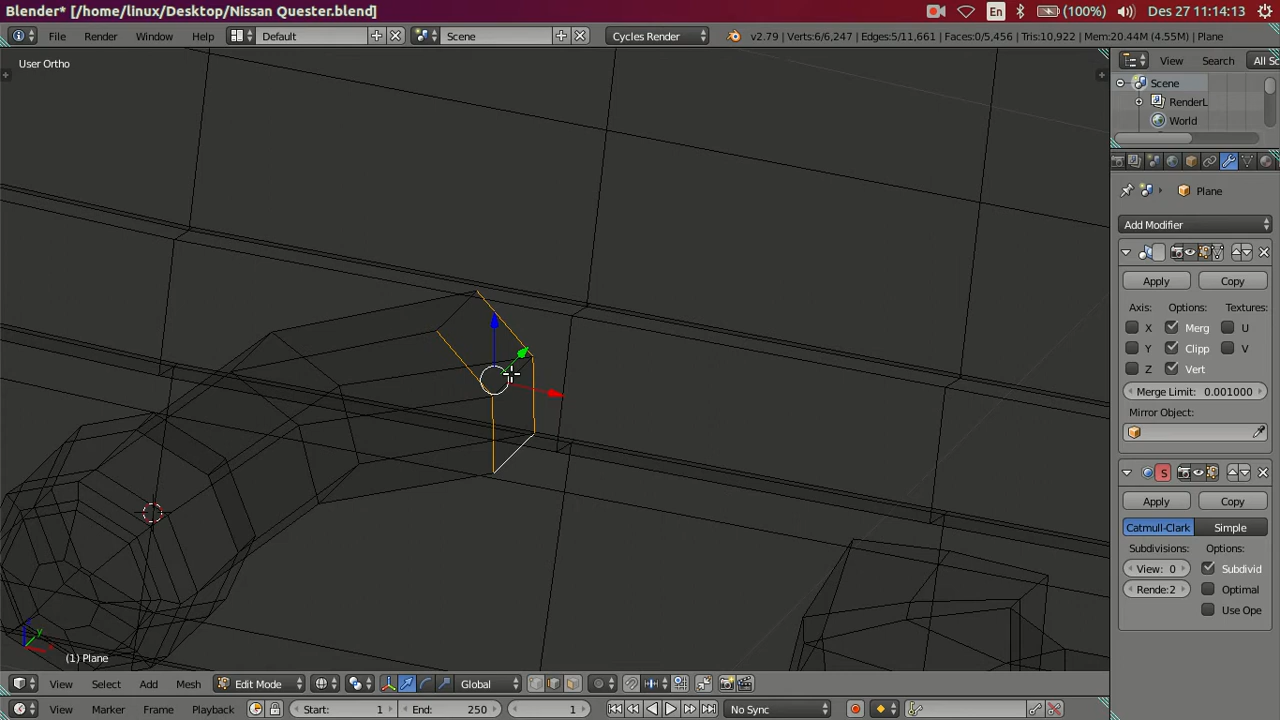 Blender* [/home/linux/Desktop/Nissan Quester.blend]
En (100%) Des 27 11:14:13
File Render Window Help Default Scene Cycles Render v2.79 | Verts:6/6,247 | Edges:5/11,661 | Faces:0/5,456 | Tris:10,922 | Mem:20.44M (4.55M) | Plane
User Ortho
View Search All Sc
Scene
RenderL
World
Plane
Add Modifier
Apply Copy
Axis: Options: Textures:
X Merg U
Y Clipp V
Z Vert
Merge Limit: 0.001000
Mirror Object:
S
Apply Copy
Catmull-Clark Simple
Subdivisions: Options:
View: 0 Subdivid
Rende:2 Optimal
Use Ope
y
(1) Plane
View Select Add Mesh Edit Mode Global
View Marker Frame Playback Start: 1 End: 250 1 No Sync